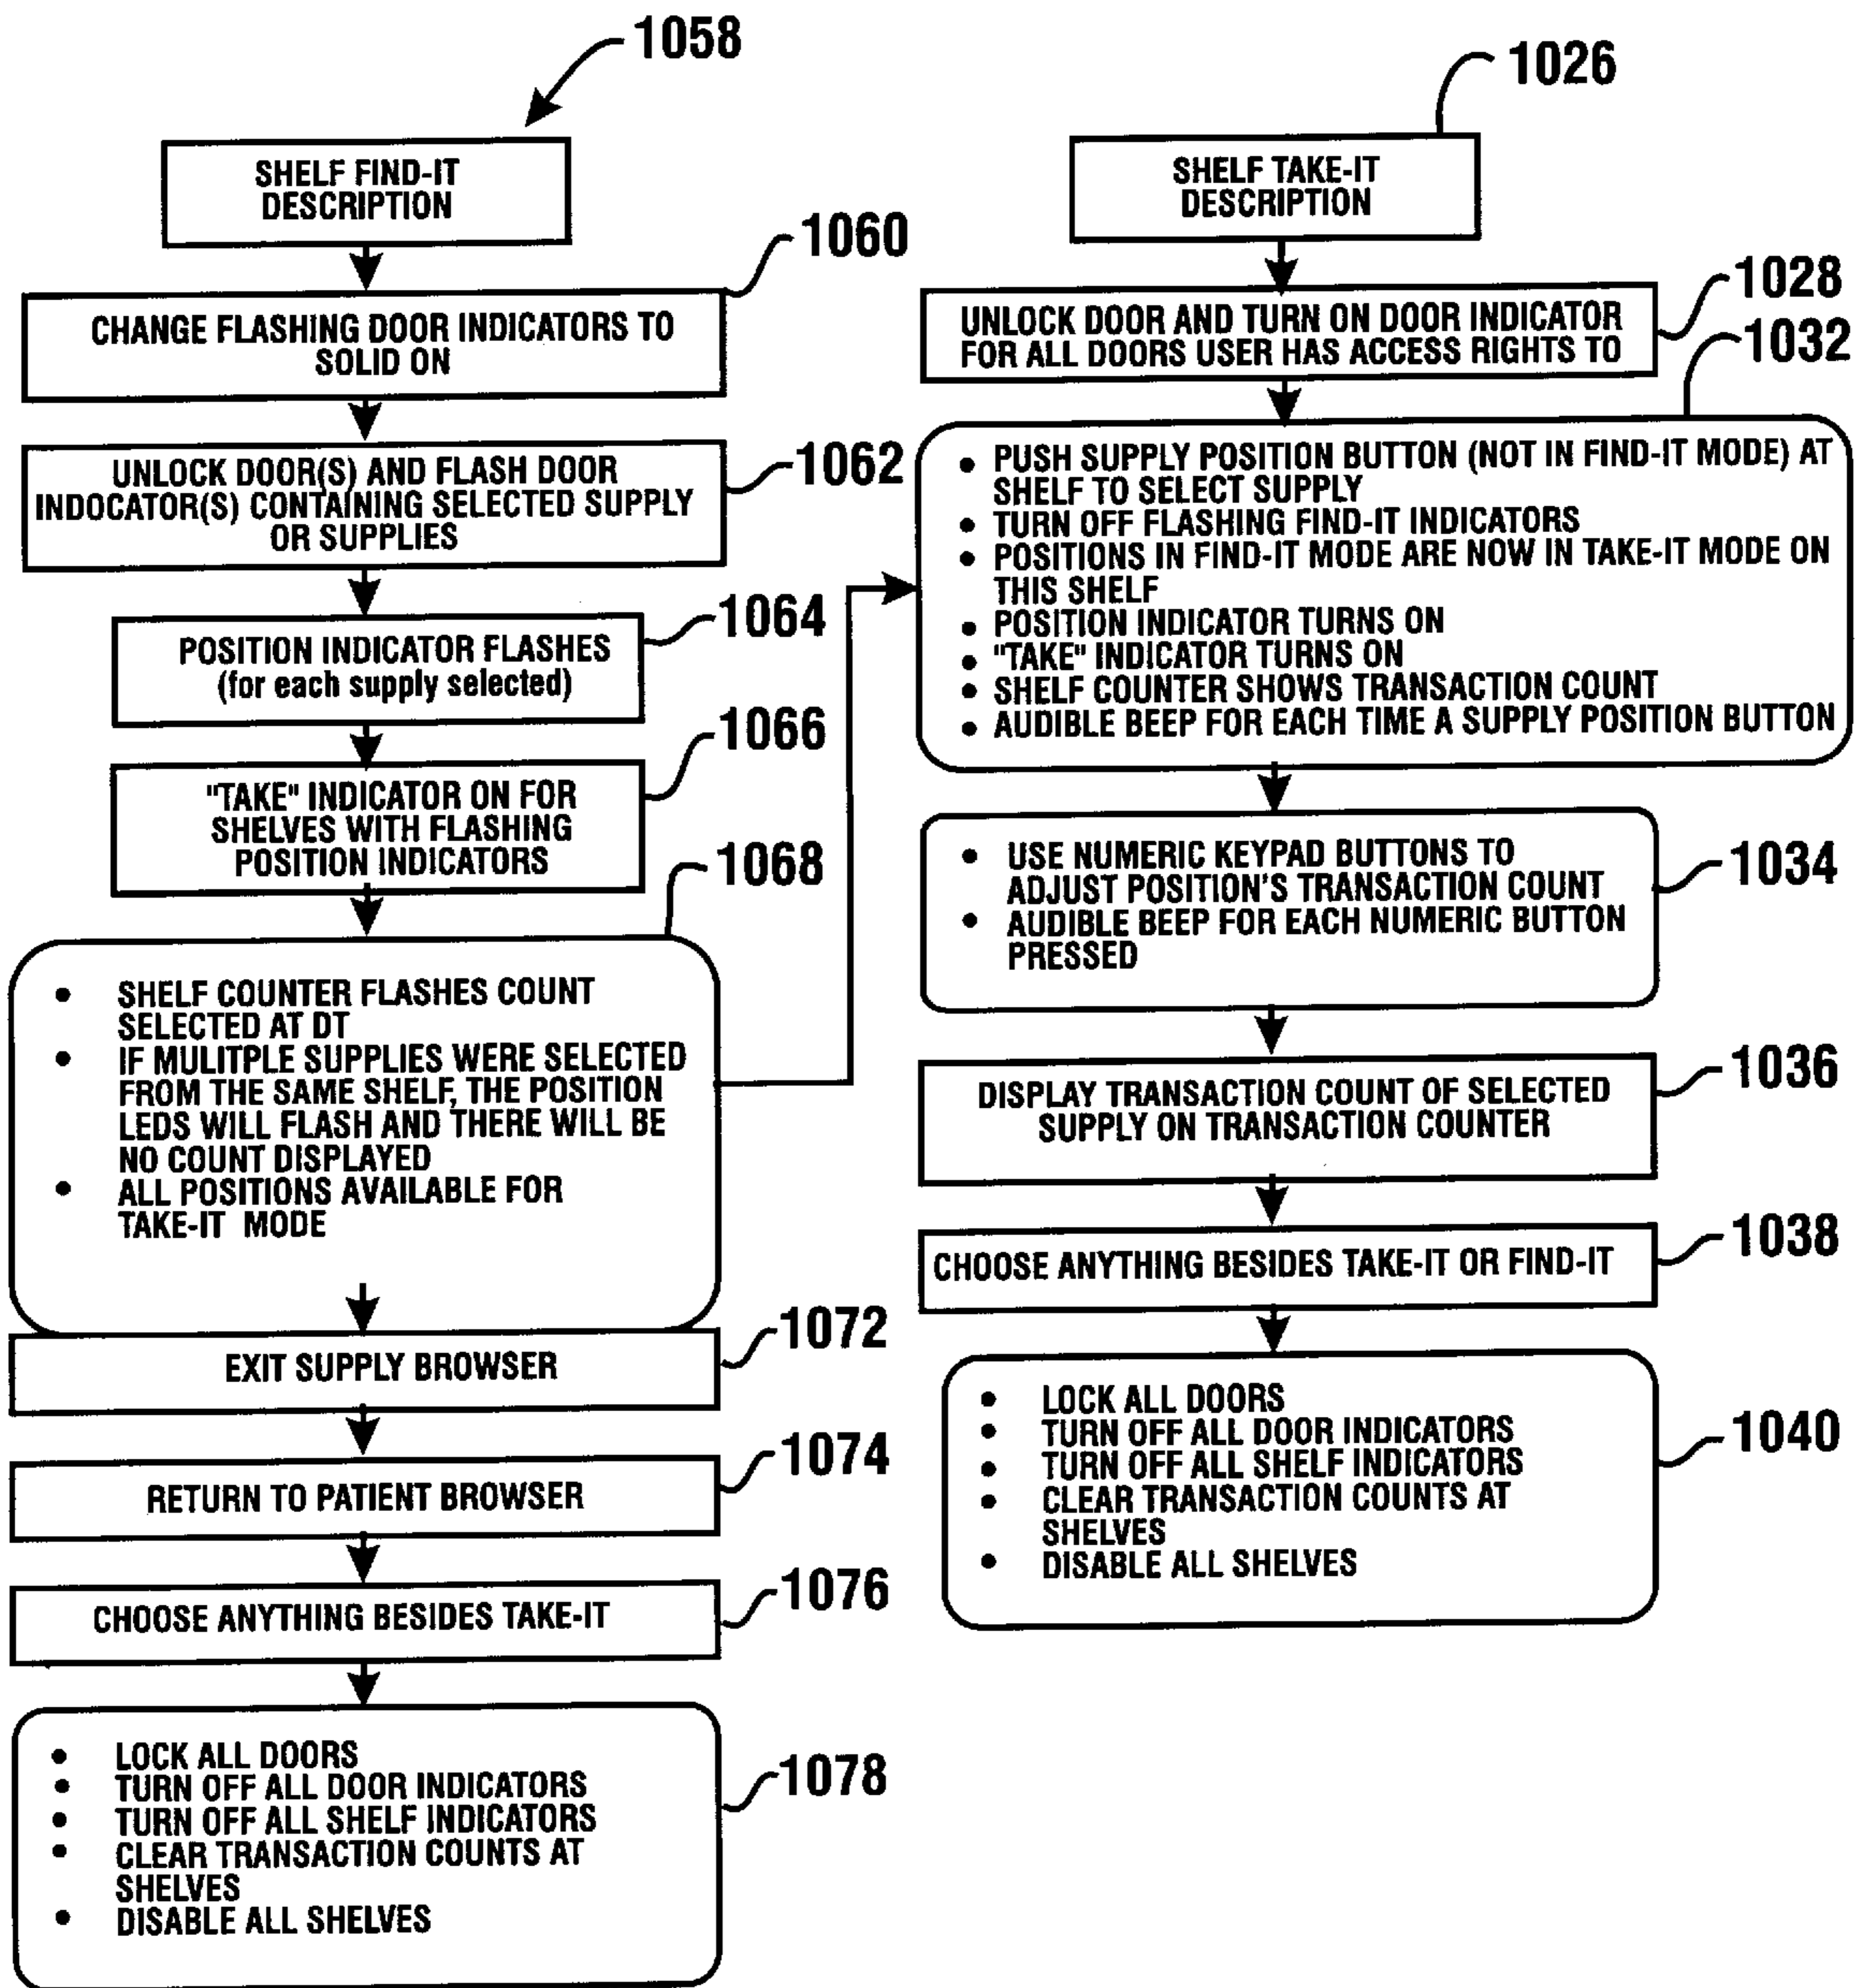 1058
SHELF FIND-IT
DESCRIPTION
1060
CHANGE FLASHING DOOR INDICATORS TO
SOLID ON
1062
UNLOCK DOOR(S) AND FLASH DOOR
INDOCATOR(S) CONTAINING SELECTED SUPPLY
OR SUPPLIES
1064
POSITION INDICATOR FLASHES
(for each supply selected)
1066
"TAKE" INDICATOR ON FOR
SHELVES WITH FLASHING
POSITION INDICATORS
1068
• SHELF COUNTER FLASHES COUNT
SELECTED AT DT
• IF MULITPLE SUPPLIES WERE SELECTED
FROM THE SAME SHELF, THE POSITION
LEDS WILL FLASH AND THERE WILL BE
NO COUNT DISPLAYED
• ALL POSITIONS AVAILABLE FOR
TAKE-IT MODE
1072
EXIT SUPPLY BROWSER
1074
RETURN TO PATIENT BROWSER
1076
CHOOSE ANYTHING BESIDES TAKE-IT
1078
• LOCK ALL DOORS
• TURN OFF ALL DOOR INDICATORS
• TURN OFF ALL SHELF INDICATORS
• CLEAR TRANSACTION COUNTS AT
SHELVES
• DISABLE ALL SHELVES
1026
SHELF TAKE-IT
DESCRIPTION
1028
UNLOCK DOOR AND TURN ON DOOR INDICATOR
FOR ALL DOORS USER HAS ACCESS RIGHTS TO
1032
• PUSH SUPPLY POSITION BUTTON (NOT IN FIND-IT MODE) AT
SHELF TO SELECT SUPPLY
• TURN OFF FLASHING FIND-IT INDICATORS
• POSITIONS IN FIND-IT MODE ARE NOW IN TAKE-IT MODE ON
THIS SHELF
• POSITION INDICATOR TURNS ON
• "TAKE" INDICATOR TURNS ON
• SHELF COUNTER SHOWS TRANSACTION COUNT
• AUDIBLE BEEP FOR EACH TIME A SUPPLY POSITION BUTTON
1034
• USE NUMERIC KEYPAD BUTTONS TO
ADJUST POSITION'S TRANSACTION COUNT
• AUDIBLE BEEP FOR EACH NUMERIC BUTTON
PRESSED
1036
DISPLAY TRANSACTION COUNT OF SELECTED
SUPPLY ON TRANSACTION COUNTER
1038
CHOOSE ANYTHING BESIDES TAKE-IT OR FIND-IT
1040
• LOCK ALL DOORS
• TURN OFF ALL DOOR INDICATORS
• TURN OFF ALL SHELF INDICATORS
• CLEAR TRANSACTION COUNTS AT
SHELVES
• DISABLE ALL SHELVES